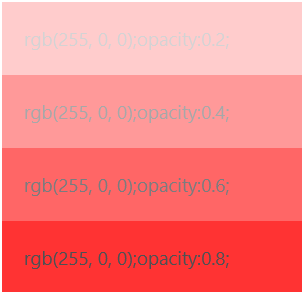 rgb(255, 0, 0);opacity:0.2;
rgb(255, 0, 0);opacity:0.4;
rgb(255, 0, 0);opacity:0.6;
rgb(255, 0, 0);opacity:0.8;